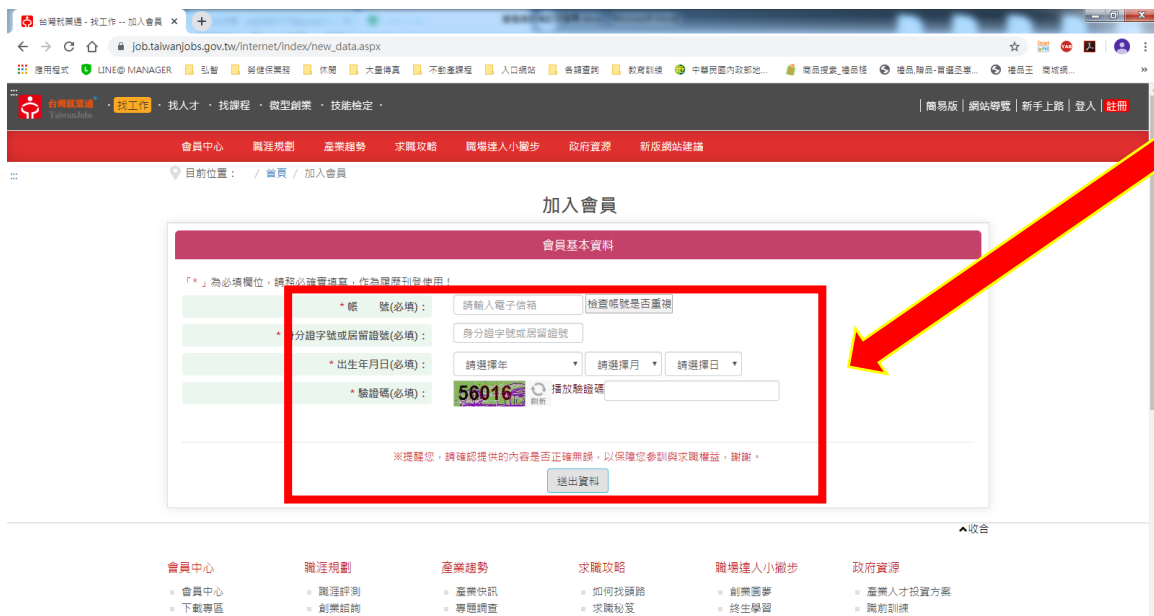 台灣就業通 - 找工作 -- 加入會員
job.taiwanjobs.gov.tw/internet/index/new_data.aspx
應用程式 LINE@ MANAGER 弘智 勞健保業務 休閒 大量傳真 不動產課程 入口網站 各類查詢 教育訓練 中華民國內政部地... 商品搜索_禮品怪 禮品,贈品-首選丞惠... 禮品王 商城網... »
台灣就業通 TaiwanJobs · 找工作 · 找人才 · 找課程 · 微型創業 · 技能檢定 · | 簡易版 | 網站導覽 | 新手上路 | 登入 | 註冊
會員中心 職涯規劃 產業趨勢 求職攻略 職場達人小撇步 政府資源 新版網站建議
目前位置： / 首頁 / 加入會員
加入會員
會員基本資料
「*」為必填欄位，請務必確實填寫，作為履歷刊登使用！
* 帳 號(必填)： 請輸入電子信箱 檢查帳號是否重複
* 身分證字號或居留證號(必填)： 身分證字號或居留證號
* 出生年月日(必填)： 請選擇年 請選擇月 請選擇日
* 驗證碼(必填)： 56016 刷新 播放驗證碼
※提醒您，請確認提供的內容是否正確無誤，以保障您參訓與求職權益，謝謝。
送出資料
收合
會員中心 職涯規劃 產業趨勢 求職攻略 職場達人小撇步 政府資源
會員中心 職涯評測 產業快訊 如何找頭路 創業圓夢 產業人才投資方案
下載專區 創業諮詢 專題調查 求職秘笈 終生學習 職前訓練